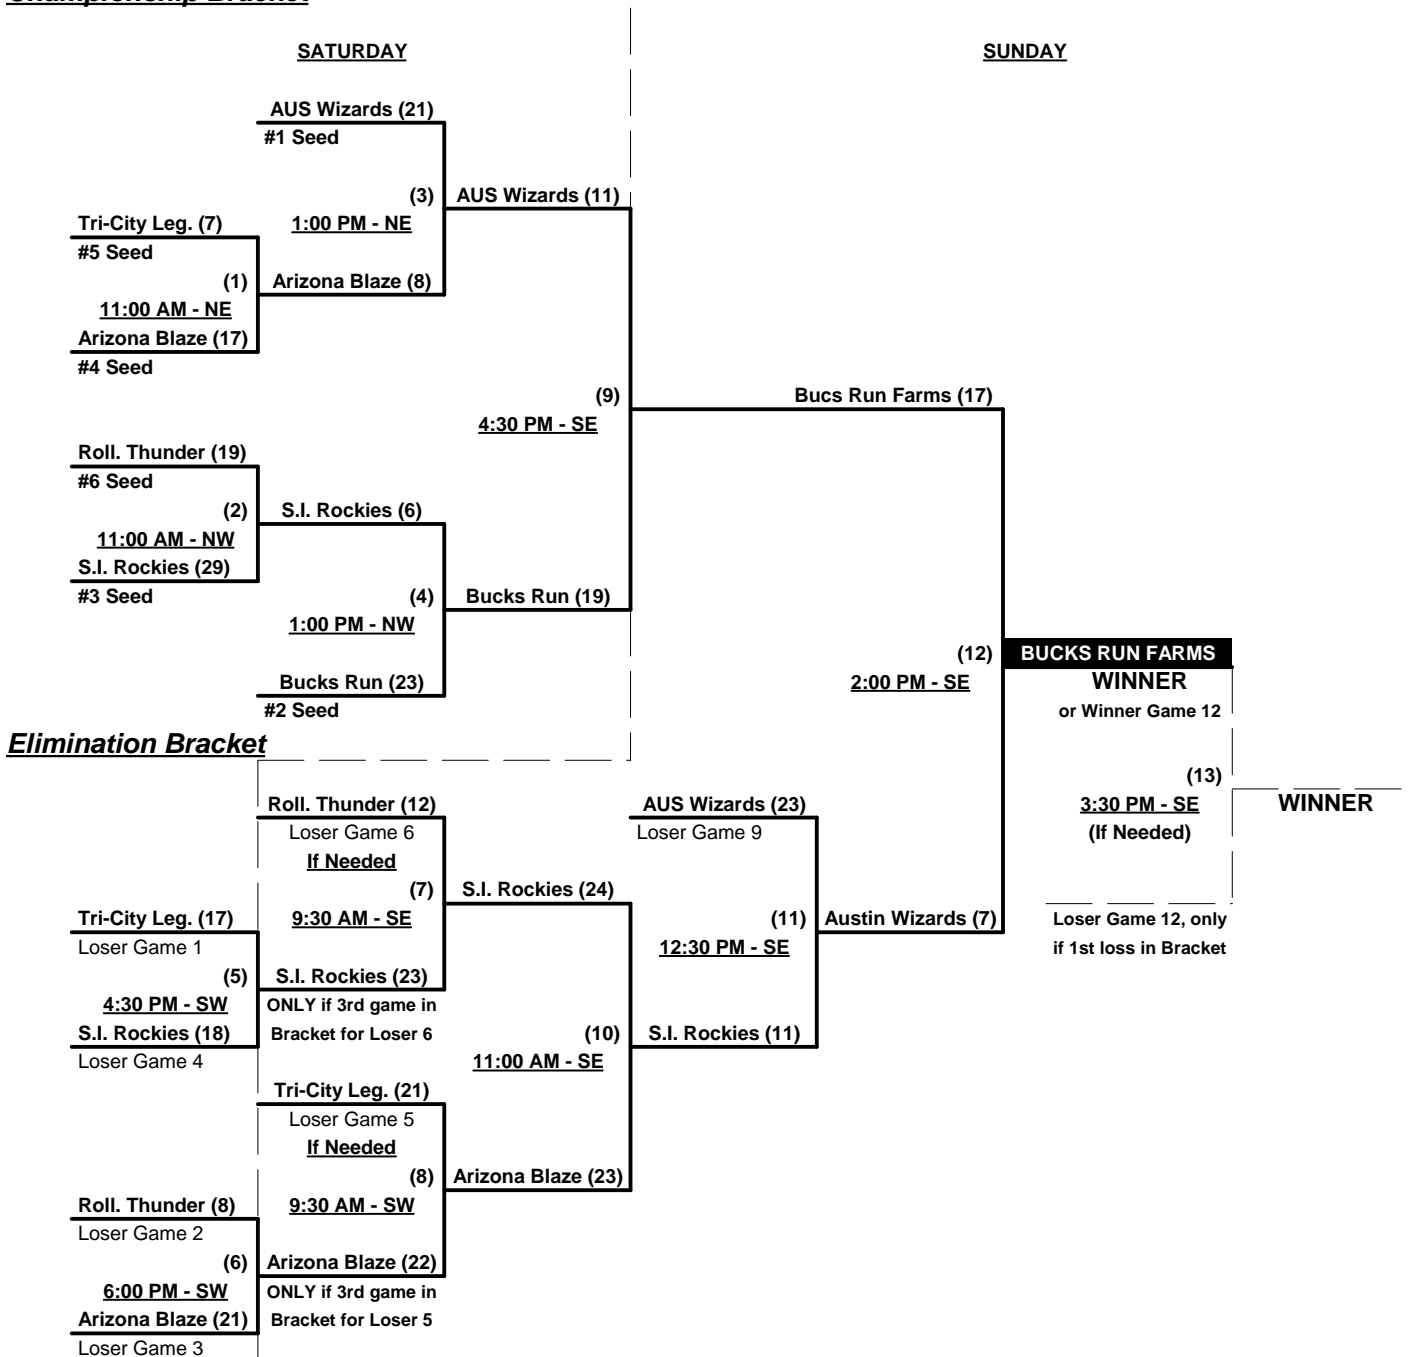 Championship Bracket
SATURDAY
SUNDAY
AUS Wizards (21)
#1 Seed
(3)
AUS Wizards (11)
1:00 PM - NE
Tri-City Leg. (7)
#5 Seed
(1)
Arizona Blaze (8)
11:00 AM - NE
Arizona Blaze (17)
#4 Seed
(9)
Bucs Run Farms (17)
4:30 PM - SE
Roll. Thunder (19)
#6 Seed
(2)
S.I. Rockies (6)
11:00 AM - NW
S.I. Rockies (29)
#3 Seed
(4)
Bucks Run (19)
1:00 PM - NW
(12)
BUCKS RUN FARMS
Bucks Run (23)
2:00 PM - SE
WINNER
#2 Seed
or Winner Game 12
Elimination Bracket
(13)
Roll. Thunder (12)
AUS Wizards (23)
3:30 PM - SE
WINNER
Loser Game 6
Loser Game 9
(If Needed)
If Needed
(7)
S.I. Rockies (24)
Tri-City Leg. (17)
9:30 AM - SE
(11)
Austin Wizards (7)
Loser Game 12, only
Loser Game 1
12:30 PM - SE
if 1st loss in Bracket
(5)
S.I. Rockies (23)
4:30 PM - SW
ONLY if 3rd game in
S.I. Rockies (18)
Bracket for Loser 6
(10)
S.I. Rockies (11)
Loser Game 4
11:00 AM - SE
Tri-City Leg. (21)
Loser Game 5
If Needed
(8)
Arizona Blaze (23)
Roll. Thunder (8)
9:30 AM - SW
Loser Game 2
(6)
Arizona Blaze (22)
6:00 PM - SW
ONLY if 3rd game in
Arizona Blaze (21)
Bracket for Loser 5
Loser Game 3